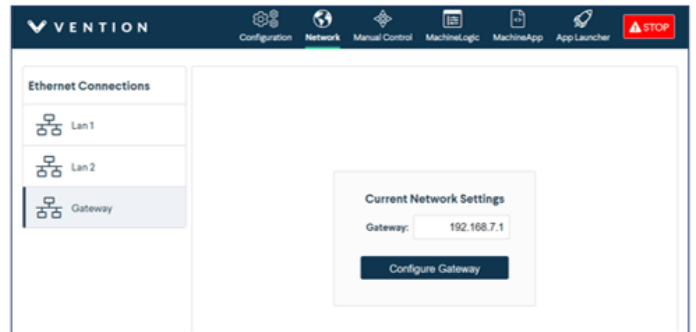 VENTION
Configuration Network Manual Control MachineLogic MachineApp App Launcher STOP
Ethernet Connections
Lan 1
Lan 2
Gateway
Current Network Settings
Gateway: 192.168.7.1
Configure Gateway